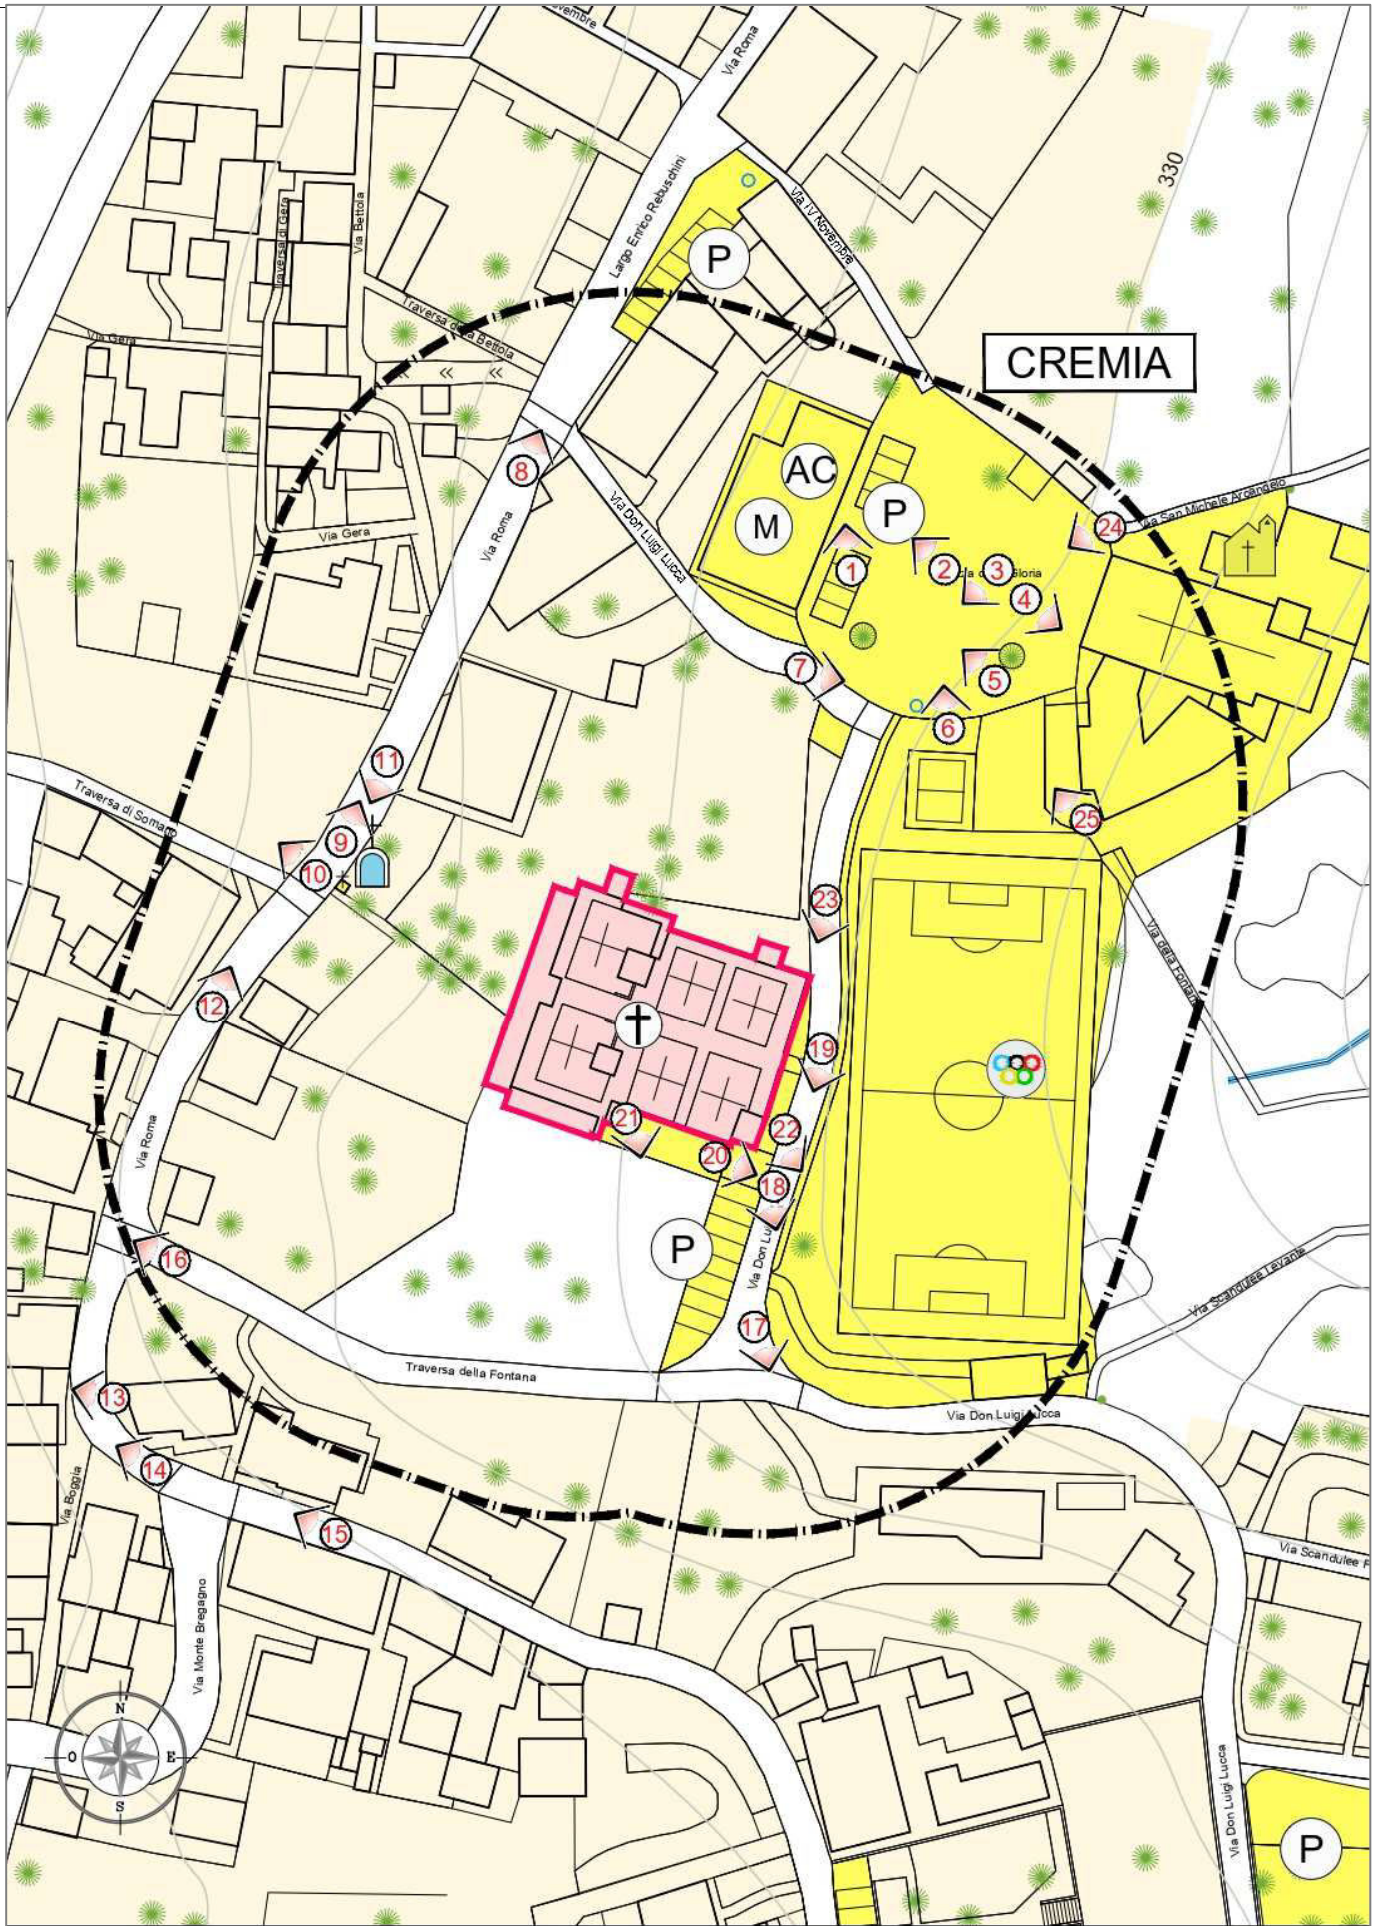 Via Roma
330
Largo Enrico Rebuschini
Via IV Novembre
Traversa di Gera
Via Bettola
P
Traversa della Bettola
Via Gera
CREMIA
«
«
8
AC
M
P
24
Via San Michele Arcangelo
Via Don Luigi Lucca
Via Roma
Via Gera
1
2
3
4
Gloria
7
5
6
11
Traversa di Somano
9
10
25
23
Via della Fontana
12
19
21
22
20
18
Via Roma
16
P
Via Don Lui
Via Scandulee Levante
17
Traversa della Fontana
13
Via Don Luigi Lucca
14
Via Boggia
15
Via Scandulee
Via Monte Bregagno
N
O
E
S
Via Don Luigi Lucca
P